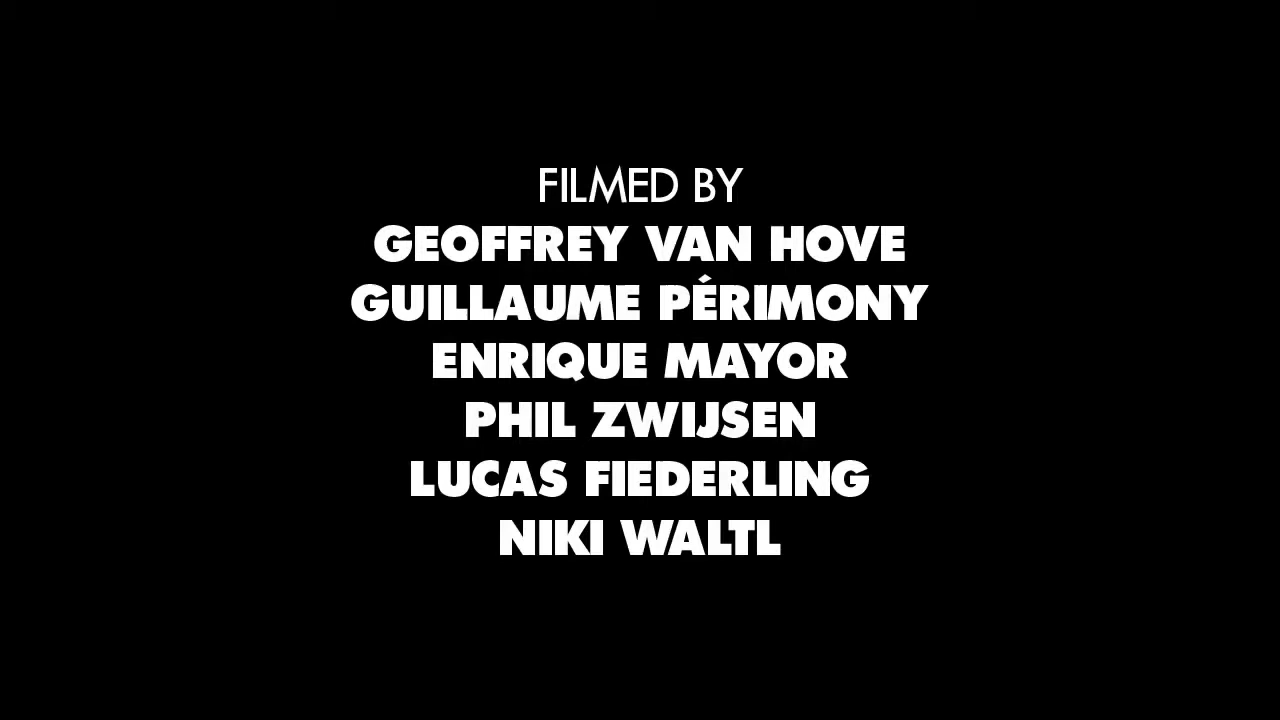 FILMED BY
GEOFFREY VAN HOVE
GUILLAUME PÉRIMONY
ENRIQUE MAYOR
PHIL ZWIJSEN
LUCAS FIEDERLING
NIKI WALTL